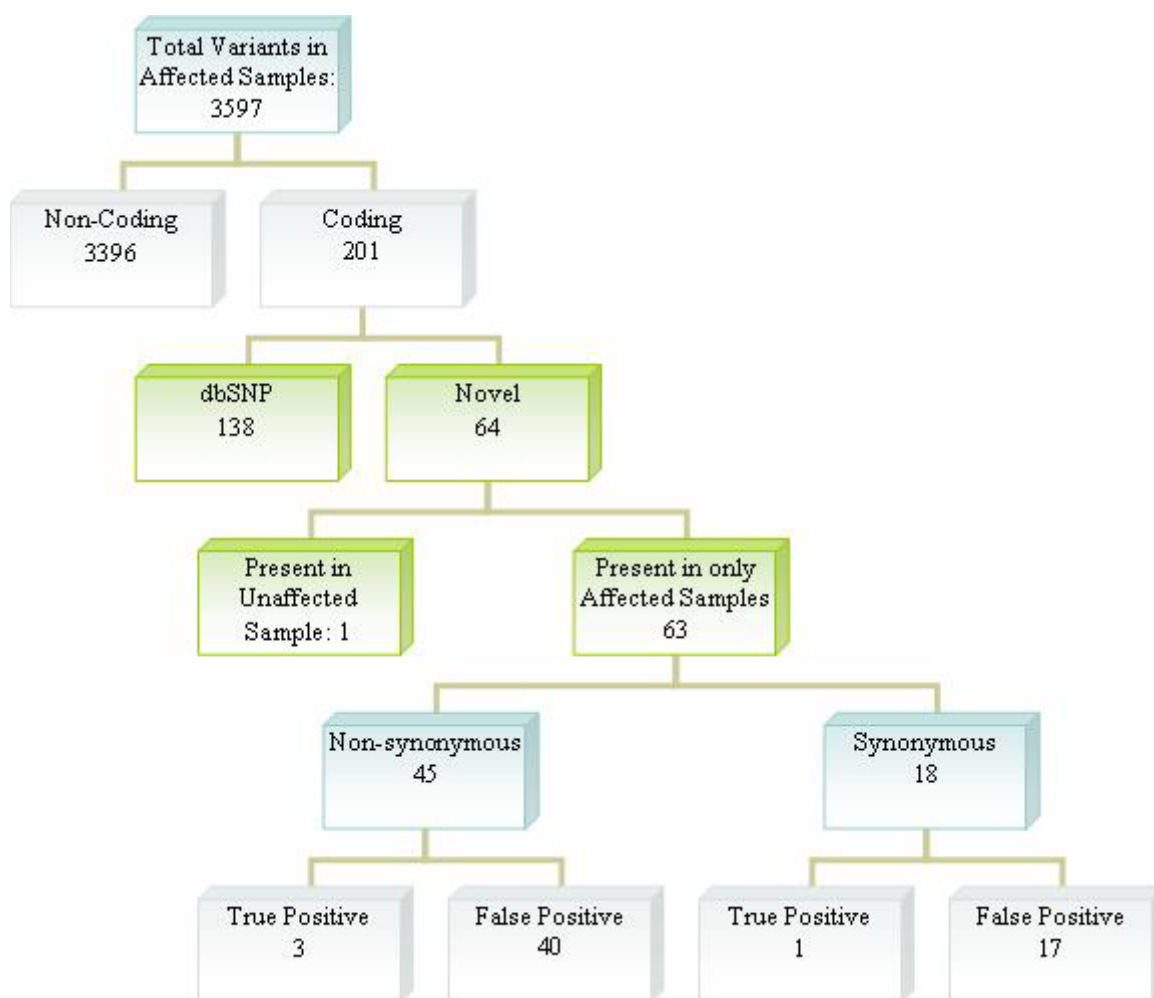 Total Variants in
Affected Samples:
3597
Non-Coding
3396
Coding
201
dbSNP
138
Novel
64
Present in
Unaffected
Sample: 1
Present in only
Affected Samples
63
Non-synonymous
45
Synonymous
18
True Positive
3
False Positive
40
True Positive
1
False Positive
17